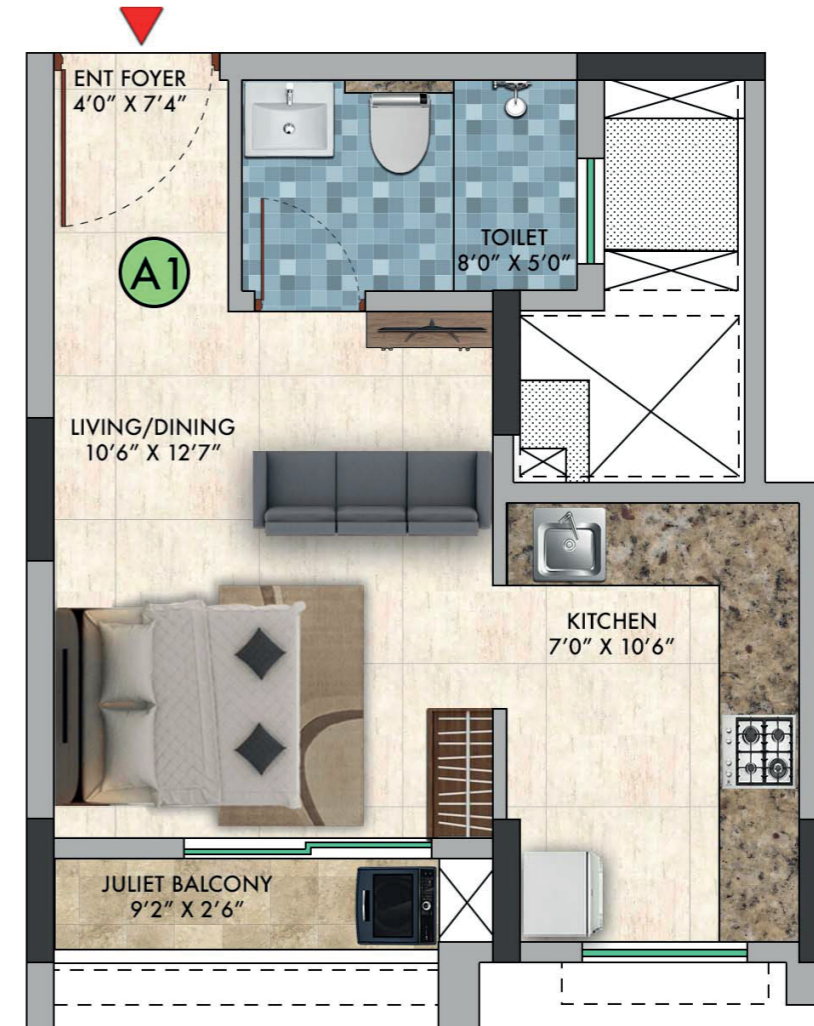 ENT FOYER
4’0” X 7’4”
A1
TOILET
8’0” X 5’0”
LIVING/DINING
10’6” X 12’7”
KITCHEN
7’0” X 10’6”
JULIET BALCONY
9’2” X 2’6”